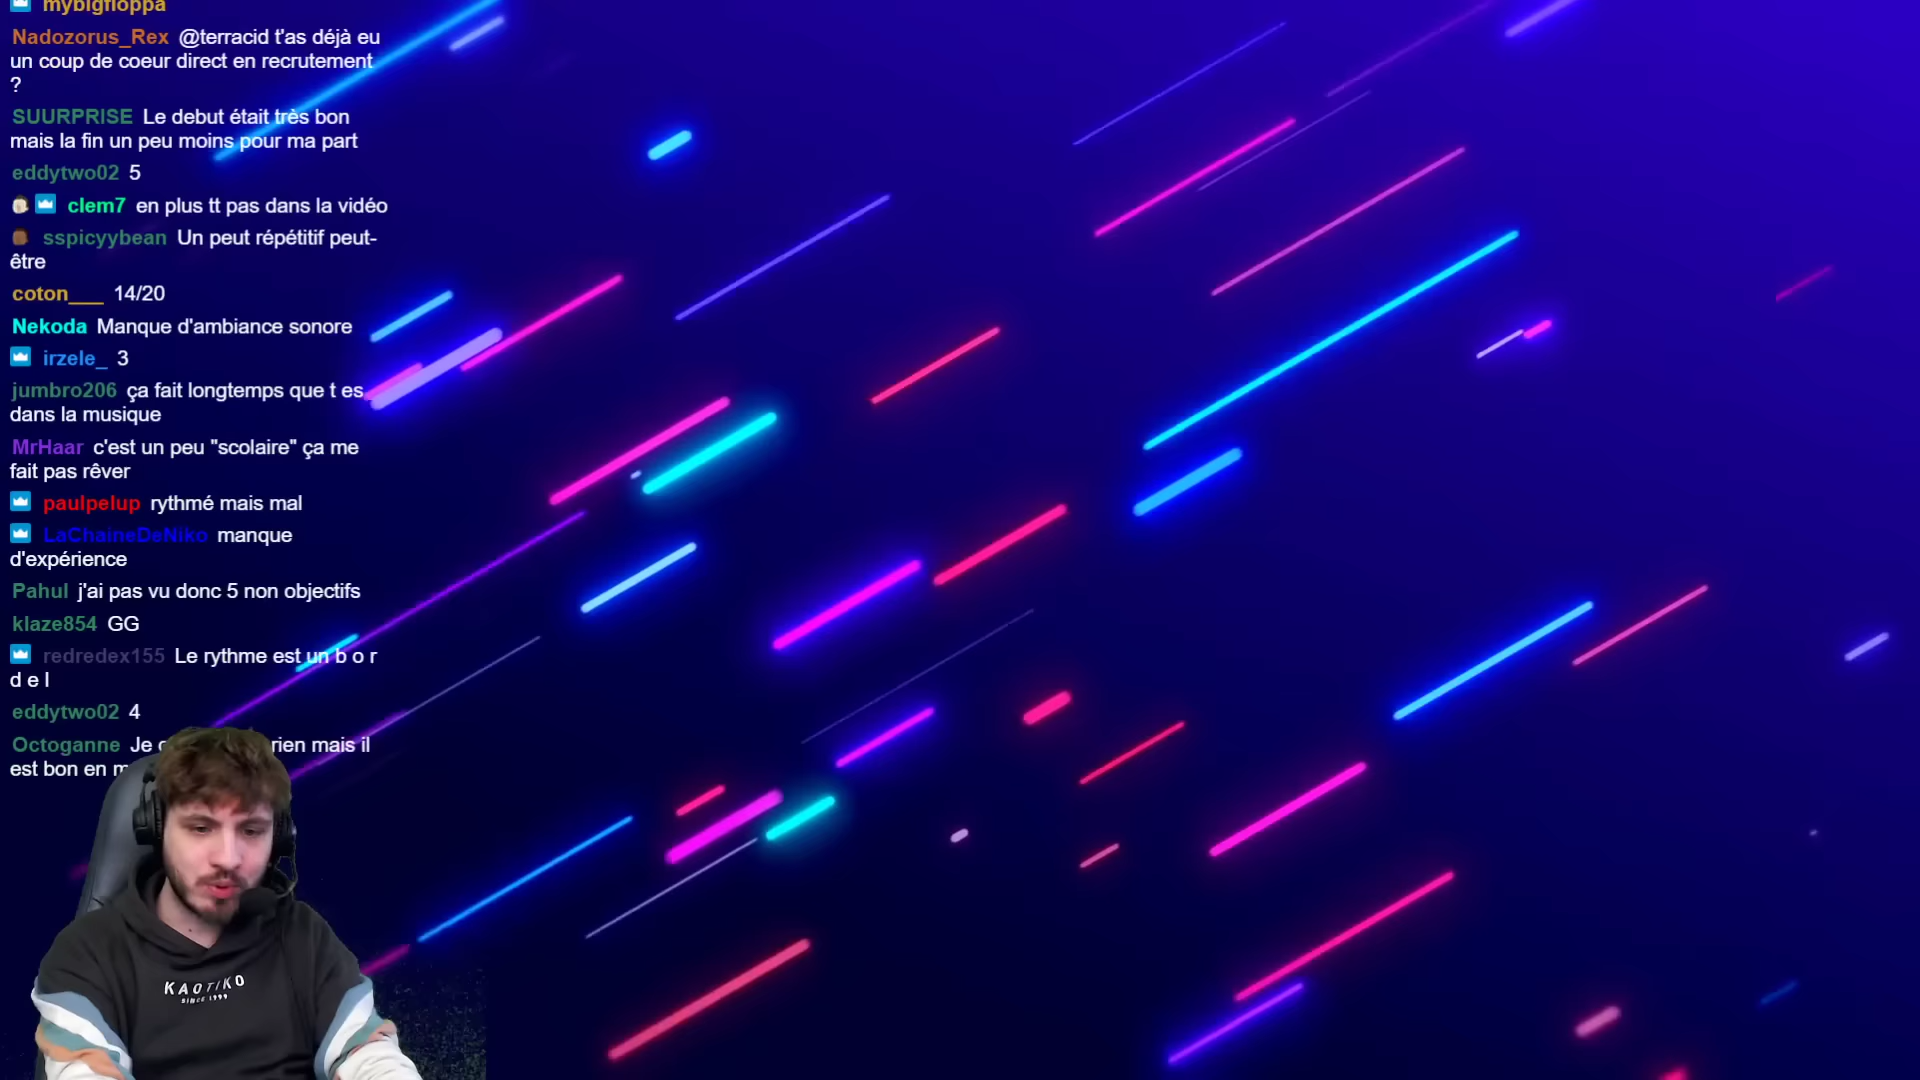 mybigfloppa
Nadozorus_Rex @terracid t'as déjà eu
un coup de coeur direct en recrutement
?
SUURPRISE Le debut était très bon
mais la fin un peu moins pour ma part
eddytwo02 5
clem7 en plus tt pas dans la vidéo
sspicyybean Un peut répétitif peut-
être
coton___ 14/20
Nekoda Manque d'ambiance sonore
irzele_ 3
jumbro206 ça fait longtemps que t es
dans la musique
MrHaar c'est un peu "scolaire" ça me
fait pas rêver
paulpelup rythmé mais mal
LaChaineDeNiko manque
d'expérience
Pahul j'ai pas vu donc 5 non objectifs
klaze854 GG
redredex155 Le rythme est un b o r
d e l
eddytwo02 4
Octoganne Je rien mais il
est bon en
KAOTIKO
SINCE 1999